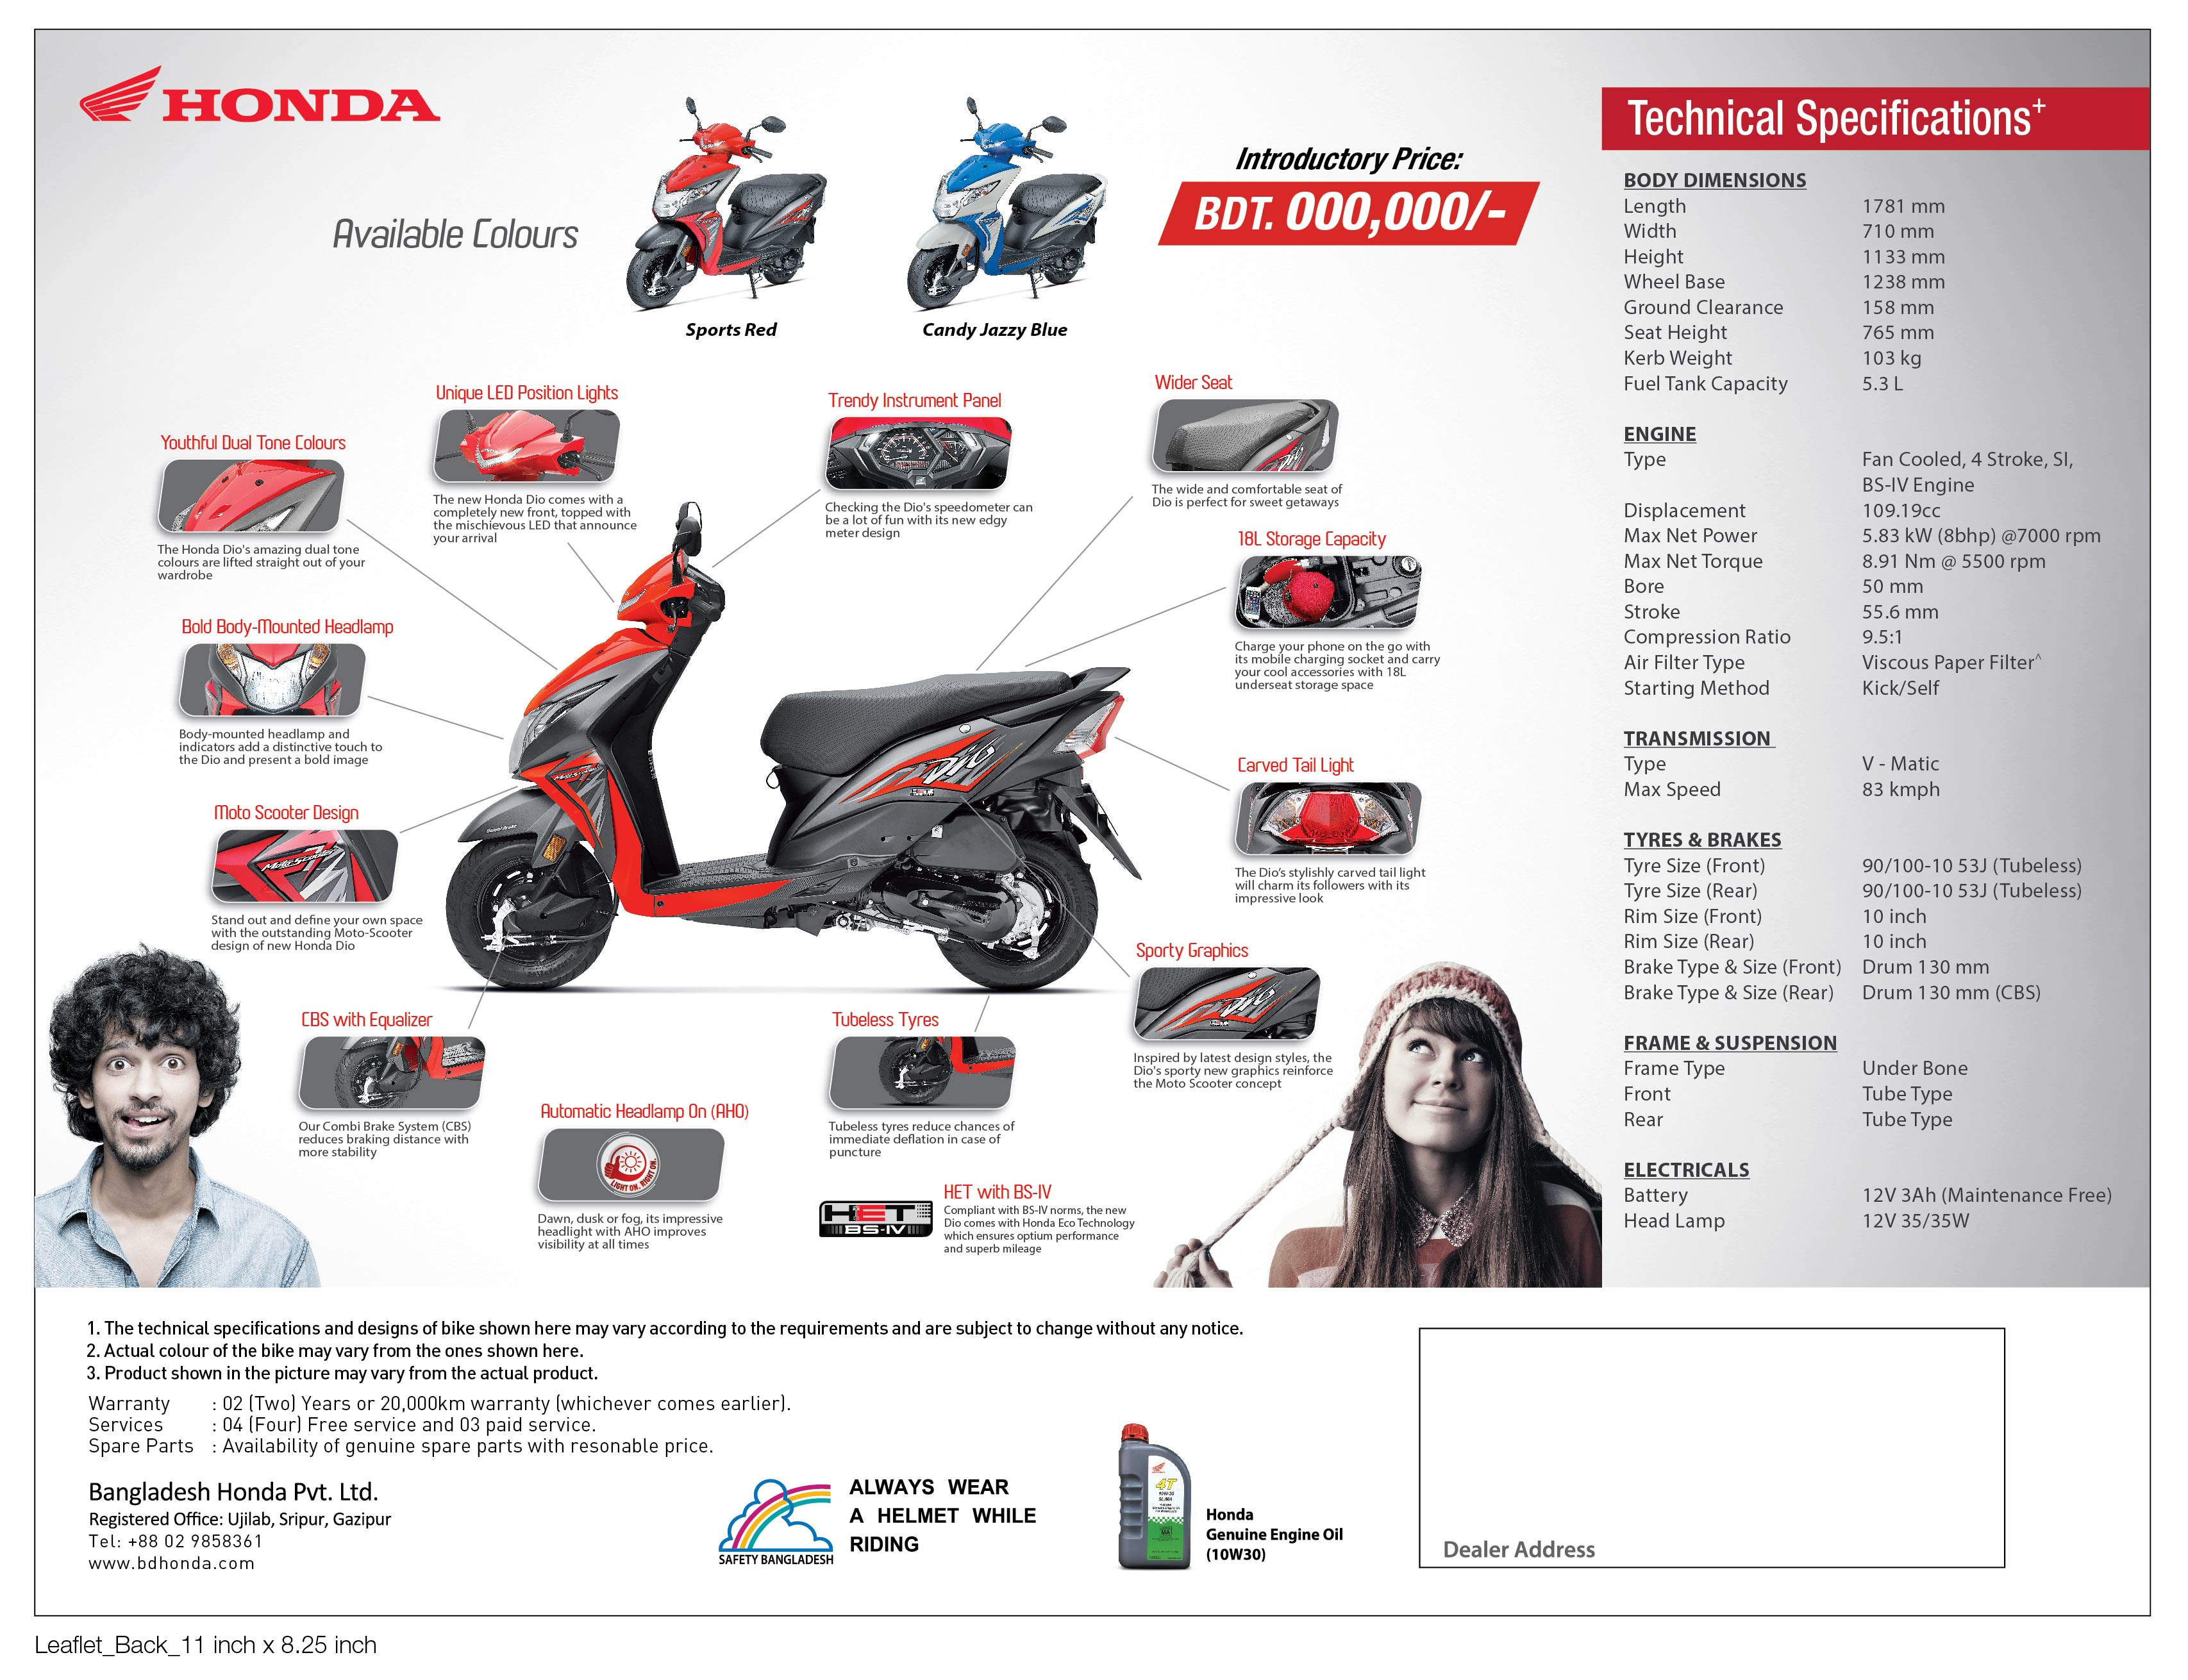 HONDA
Available Colours
Sports Red
Candy Jazzy Blue
Introductory Price:
BDT. 000,000/-
Youthful Dual Tone Colours
The Honda Dio's amazing dual tone
colours are lifted straight out of your
wardrobe
Unique LED Position Lights
The new Honda Dio comes with a
completely new front, topped with
the mischievous LED that announce
your arrival
Trendy Instrument Panel
Checking the Dio's speedometer can
be a lot of fun with its new edgy
meter design
Wider Seat
The wide and comfortable seat of
Dio is perfect for sweet getaways
18L Storage Capacity
Charge your phone on the go with
its mobile charging socket and carry
your cool accessories with 18L
underseat storage space
Bold Body-Mounted Headlamp
Body-mounted headlamp and
indicators add a distinctive touch to
the Dio and present a bold image
Carved Tail Light
The Dio's stylishly carved tail light
will charm its followers with its
impressive look
Moto Scooter Design
Moto Scooter
Stand out and define your own space
with the outstanding Moto-Scooter
design of new Honda Dio
Dio
Sporty Graphics
Dio
Inspired by latest design styles, the
Dio's sporty new graphics reinforce
the Moto Scooter concept
CBS with Equalizer
Our Combi Brake System (CBS)
reduces braking distance with
more stability
Automatic Headlamp On (AHO)
LIGHT ON. RIGHT ON.
Dawn, dusk or fog, its impressive
headlight with AHO improves
visibility at all times
Tubeless Tyres
Tubeless tyres reduce chances of
immediate deflation in case of
puncture
HET
BS-IV
HET with BS-IV
Compliant with BS-IV norms, the new
Dio comes with Honda Eco Technology
which ensures optium performance
and superb mileage
Technical Specifications+
BODY DIMENSIONS
Length 1781 mm
Width 710 mm
Height 1133 mm
Wheel Base 1238 mm
Ground Clearance 158 mm
Seat Height 765 mm
Kerb Weight 103 kg
Fuel Tank Capacity 5.3 L
ENGINE
Type Fan Cooled, 4 Stroke, SI,
BS-IV Engine
Displacement 109.19cc
Max Net Power 5.83 kW (8bhp) @7000 rpm
Max Net Torque 8.91 Nm @ 5500 rpm
Bore 50 mm
Stroke 55.6 mm
Compression Ratio 9.5:1
Air Filter Type Viscous Paper Filter^
Starting Method Kick/Self
TRANSMISSION
Type V - Matic
Max Speed 83 kmph
TYRES & BRAKES
Tyre Size (Front) 90/100-10 53J (Tubeless)
Tyre Size (Rear) 90/100-10 53J (Tubeless)
Rim Size (Front) 10 inch
Rim Size (Rear) 10 inch
Brake Type & Size (Front) Drum 130 mm
Brake Type & Size (Rear) Drum 130 mm (CBS)
FRAME & SUSPENSION
Frame Type Under Bone
Front Tube Type
Rear Tube Type
ELECTRICALS
Battery 12V 3Ah (Maintenance Free)
Head Lamp 12V 35/35W
1. The technical specifications and designs of bike shown here may vary according to the requirements and are subject to change without any notice.
2. Actual colour of the bike may vary from the ones shown here.
3. Product shown in the picture may vary from the actual product.
Warranty : 02 (Two) Years or 20,000km warranty (whichever comes earlier).
Services : 04 (Four) Free service and 03 paid service.
Spare Parts : Availability of genuine spare parts with resonable price.
Bangladesh Honda Pvt. Ltd.
Registered Office: Ujilab, Sripur, Gazipur
Tel: +88 02 9858361
www.bdhonda.com
SAFETY BANGLADESH
ALWAYS WEAR
A HELMET WHILE
RIDING
4T
10W-30
Honda
Genuine Engine Oil
(10W30)
Dealer Address
Leaflet_Back_11 inch x 8.25 inch